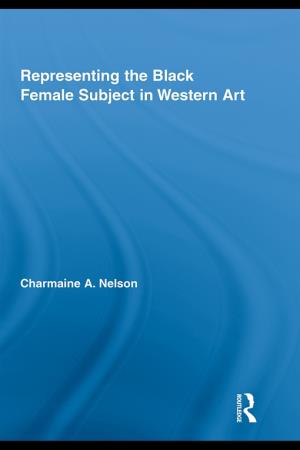 Representing the Black
Female Subject in Western Art
Charmaine A. Nelson
ROUTLEDGE